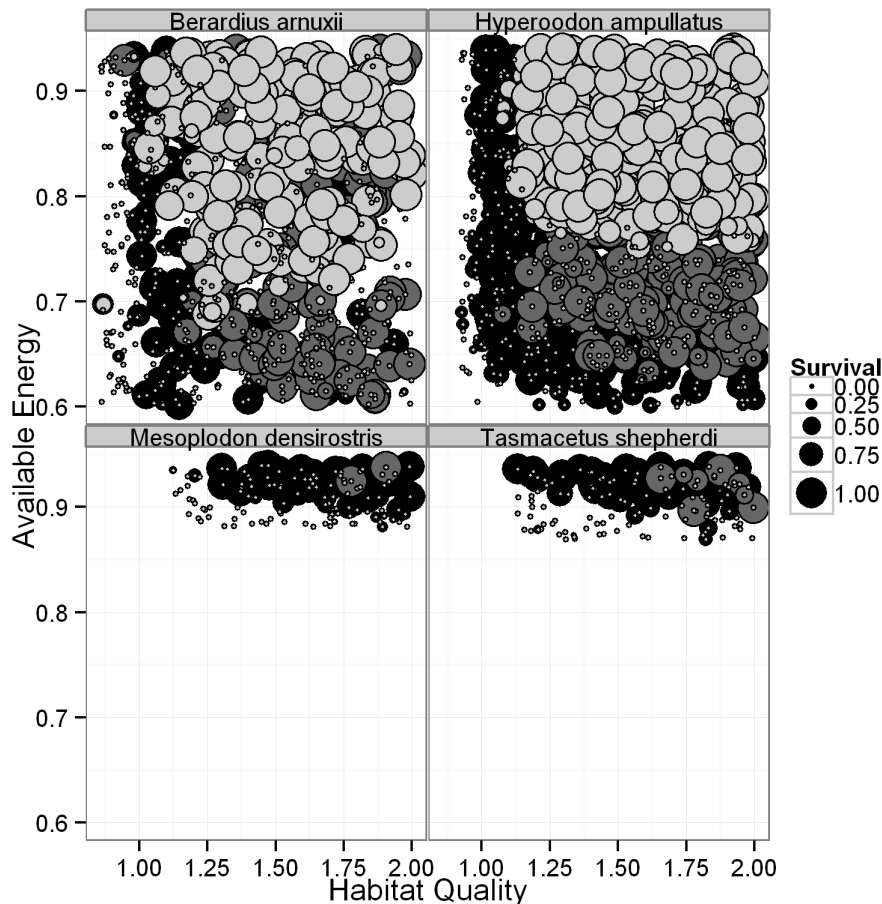 Berardius arnuxii
Hyperoodon ampullatus
0.9
0.8
0.7
0.6
Available Energy
Mesoplodon densirostris
Tasmacetus shepherdi
0.9
0.8
0.7
0.6
1.00 1.25 1.50 1.75 2.00
1.00 1.25 1.50 1.75 2.00
Habitat Quality
Survival
0.00
0.25
0.50
0.75
1.00